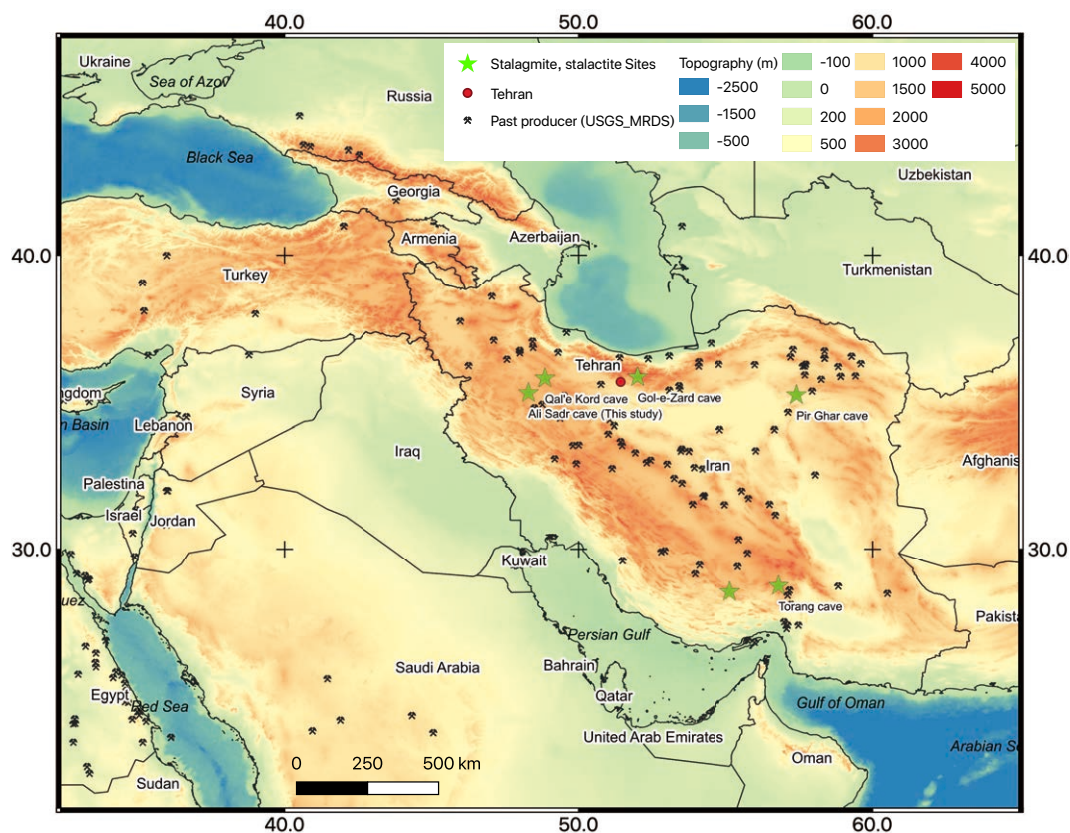 40.0
50.0
60.0
Stalagmite, stalactite Sites
Tehran
Past producer (USGS_MRDS)
Topography (m)
-2500
-1500
-500
-100
0
200
500
1000
1500
2000
3000
4000
5000
Ukraine
Sea of Azov
Russia
Black Sea
Georgia
Uzbekistan
Armenia
Azerbaijan
40.0
40.0
Turkey
Turkmenistan
Tehran
Syria
ngdom
Qal'e Kord cave
Gol-e-Zard cave
Ali Sadr cave (This study)
Pir Ghar cave
n Basin
Lebanon
Iraq
Iran
Afghanis
Palestina
Israel
Jordan
30.0
30.0
Kuwait
uez
Torang cave
Pakista
Persian Gulf
Saudi Arabia
Bahrain
Egypt
Qatar
Red Sea
Gulf of Oman
United Arab Emirates
Arabian Se
Oman
0 250 500 km
Sudan
40.0
50.0
60.0